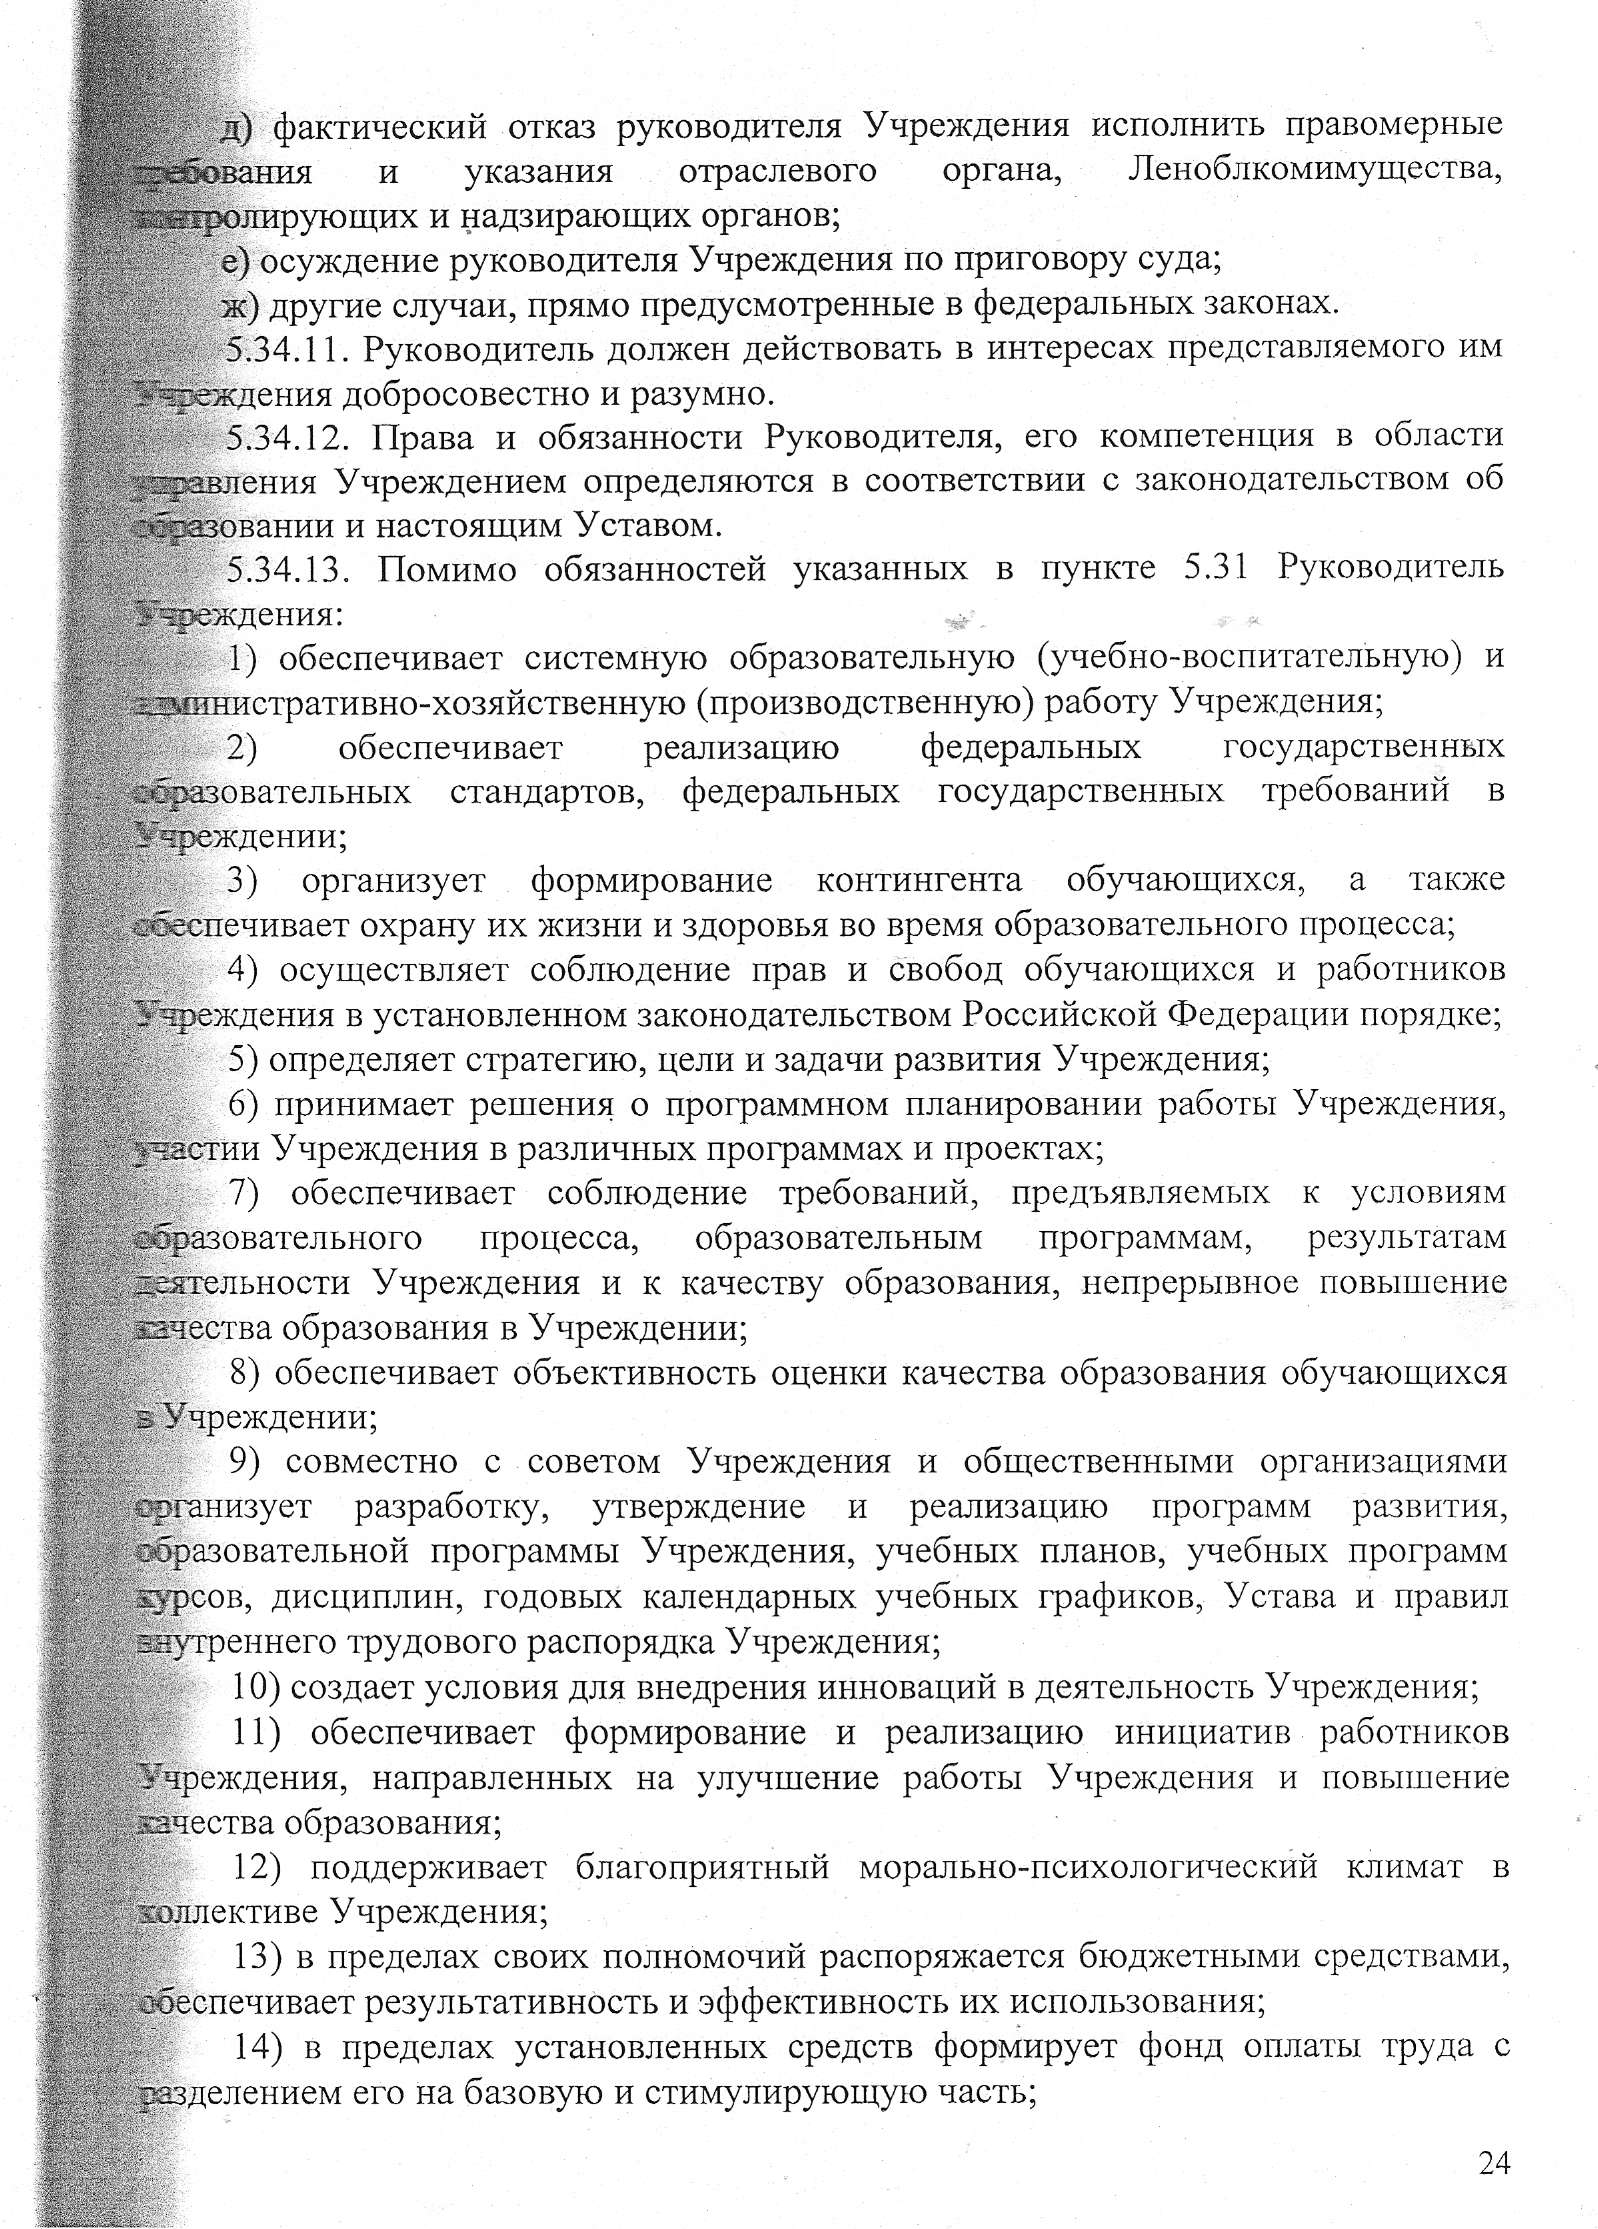 д) фактический отказ руководителя Учреждения исполнить правомерные
требования и указания отраслевого органа, Леноблкомимущества,
контролирующих и надзирающих органов;
е) осуждение руководителя Учреждения по приговору суда;
ж) другие случаи, прямо предусмотренные в федеральных законах.
5.34.11. Руководитель должен действовать в интересах представляемого им
Учреждения добросовестно и разумно.
5.34.12. Права и обязанности Руководителя, его компетенция в области
управления Учреждением определяются в соответствии с законодательством об
образовании и настоящим Уставом.
5.34.13. Помимо обязанностей указанных в пункте 5.31 Руководитель
Учреждения:
1) обеспечивает системную образовательную (учебно-воспитательную) и
административно-хозяйственную (производственную) работу Учреждения;
2) обеспечивает реализацию федеральных государственных
образовательных стандартов, федеральных государственных требований в
Учреждении;
3) организует формирование контингента обучающихся, а также
обеспечивает охрану их жизни и здоровья во время образовательного процесса;
4) осуществляет соблюдение прав и свобод обучающихся и работников
Учреждения в установленном законодательством Российской Федерации порядке;
5) определяет стратегию, цели и задачи развития Учреждения;
6) принимает решения о программном планировании работы Учреждения,
участии Учреждения в различных программах и проектах;
7) обеспечивает соблюдение требований, предъявляемых к условиям
образовательного процесса, образовательным программам, результатам
деятельности Учреждения и к качеству образования, непрерывное повышение
качества образования в Учреждении;
8) обеспечивает объективность оценки качества образования обучающихся
в Учреждении;
9) совместно с советом Учреждения и общественными организациями
организует разработку, утверждение и реализацию программ развития,
образовательной программы Учреждения, учебных планов, учебных программ
курсов, дисциплин, годовых календарных учебных графиков, Устава и правил
внутреннего трудового распорядка Учреждения;
10) создает условия для внедрения инноваций в деятельность Учреждения;
11) обеспечивает формирование и реализацию инициатив работников
Учреждения, направленных на улучшение работы Учреждения и повышение
качества образования;
12) поддерживает благоприятный морально-психологический климат в
коллективе Учреждения;
13) в пределах своих полномочий распоряжается бюджетными средствами,
обеспечивает результативность и эффективность их использования;
14) в пределах установленных средств формирует фонд оплаты труда с
разделением его на базовую и стимулирующую часть;
24